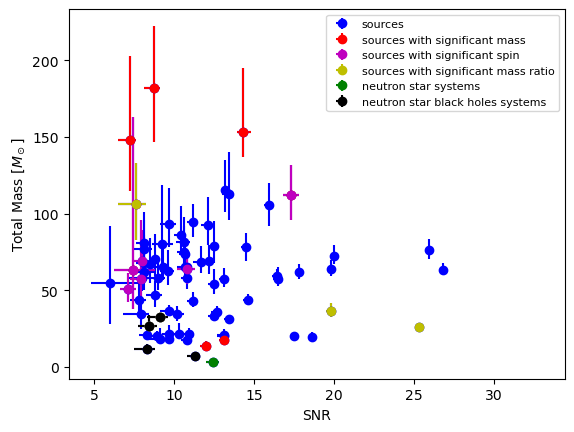 sources
sources with significant mass
sources with significant spin
sources with significant mass ratio
neutron star systems
neutron star black holes systems
Total Mass [M⊙]
200
150
100
50
0
5 10 15 20 25 30
SNR